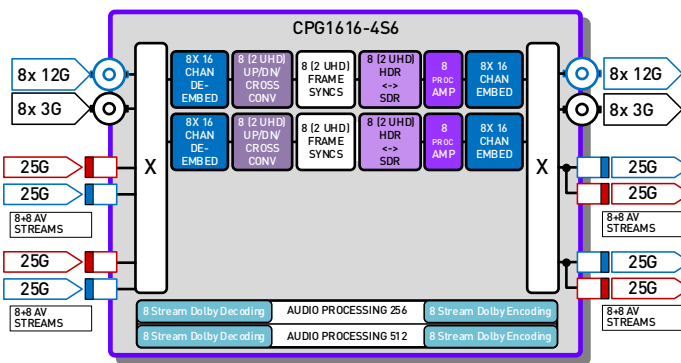 CPG1616-4S6
8x 12G
8x 3G
25G
25G
8+8 AV
STREAMS
25G
25G
8+8 AV
STREAMS
X
8X 16
CHAN
DE-
EMBED
8 (2 UHD)
UP/DN/
CROSS
CONV
8 (2 UHD)
FRAME
SYNCS
8 (2 UHD)
HDR
<->
SDR
8
PROC
AMP
8X 16
CHAN
EMBED
8X 16
CHAN
DE-
EMBED
8 (2 UHD)
UP/DN/
CROSS
CONV
8 (2 UHD)
FRAME
SYNCS
8 (2 UHD)
HDR
<->
SDR
8
PROC
AMP
8X 16
CHAN
EMBED
X
8x 12G
8x 3G
25G
25G
8+8 AV
STREAMS
25G
25G
8+8 AV
STREAMS
8 Stream Dolby Decoding
AUDIO PROCESSING 256
8 Stream Dolby Encoding
8 Stream Dolby Decoding
AUDIO PROCESSING 512
8 Stream Dolby Encoding